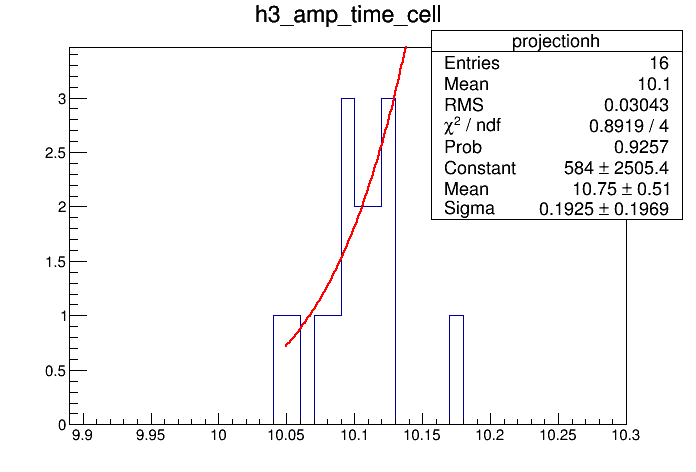 h3_amp_time_cell
projectionh
Entries 16
Mean 10.1
RMS 0.03043
χ² / ndf 0.8919 / 4
Prob 0.9257
Constant 584 ± 2505.4
Mean 10.75 ± 0.51
Sigma 0.1925 ± 0.1969
3
2.5
2
1.5
1
0.5
0
9.9 9.95 10 10.05 10.1 10.15 10.2 10.25 10.3